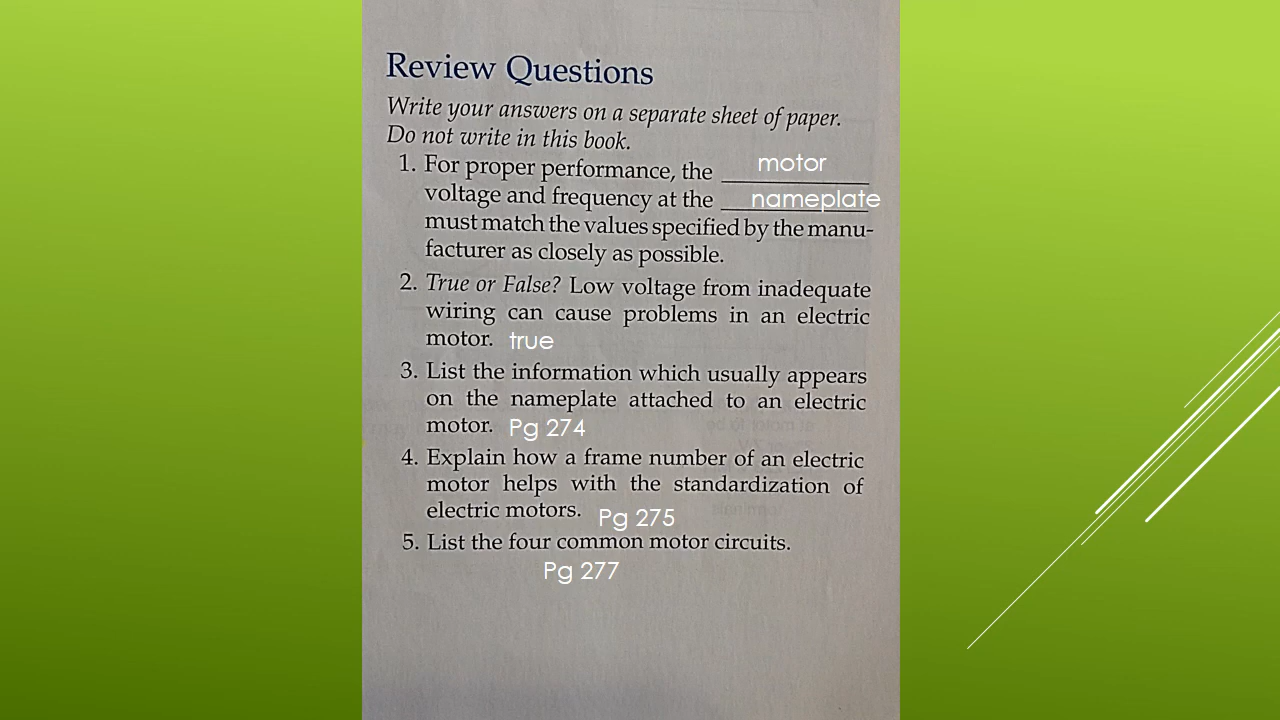 Review Questions
Write your answers on a separate sheet of paper.
Do not write in this book.
1. For proper performance, the motor
voltage and frequency at the nameplate
must match the values specified by the manu-
facturer as closely as possible.
2. True or False? Low voltage from inadequate
wiring can cause problems in an electric
motor. true
3. List the information which usually appears
on the nameplate attached to an electric
motor. Pg 274
4. Explain how a frame number of an electric
motor helps with the standardization of
electric motors. Pg 275
5. List the four common motor circuits.
Pg 277